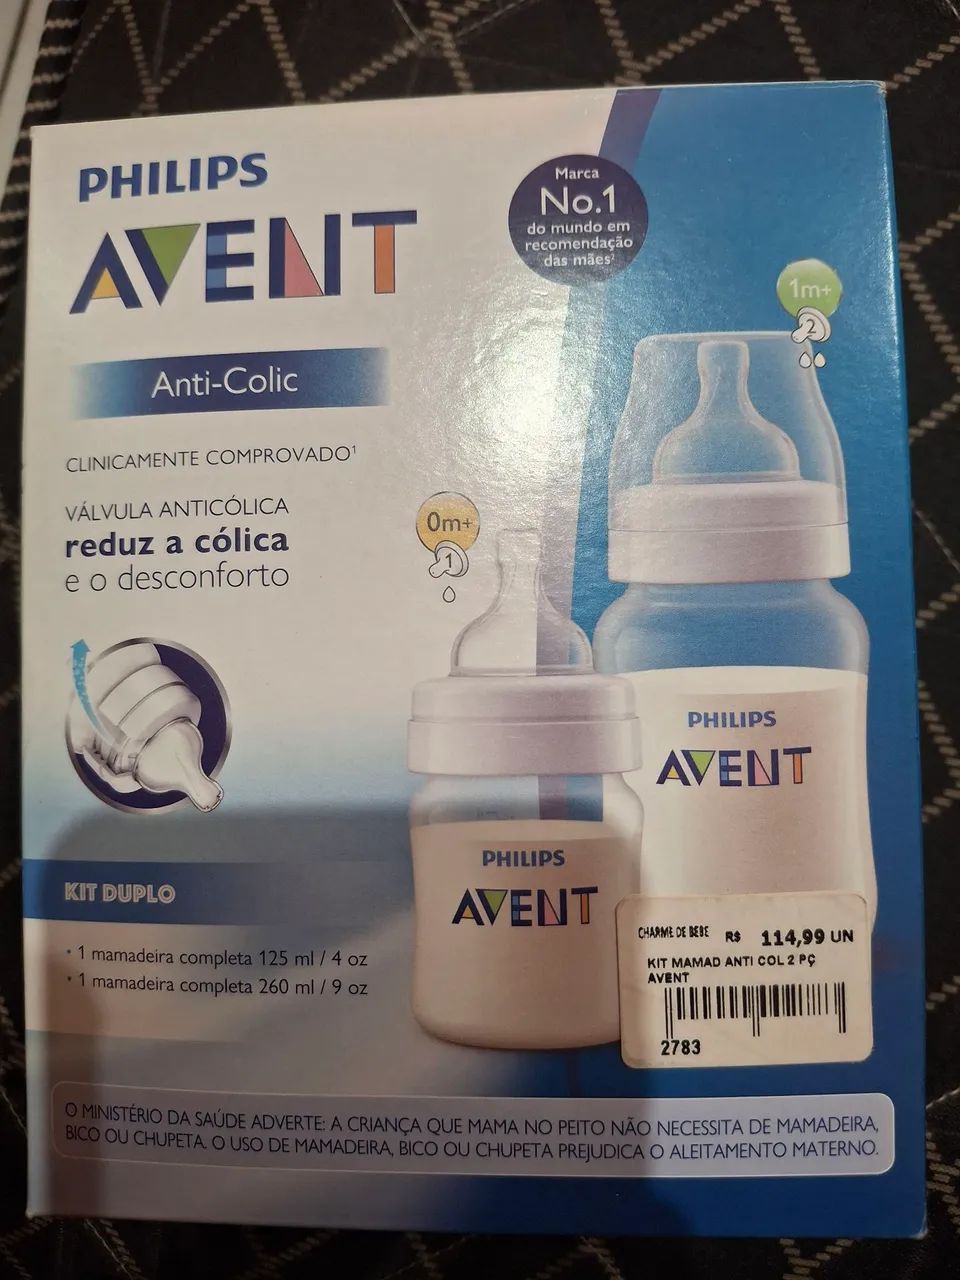 PHILIPS
AVENT
Anti-Colic
CLINICAMENTE COMPROVADO¹
VÁLVULA ANTICÓLICA
reduz a cólica
e o desconforto
Marca
No.1
do mundo em
recomendação
das mães²
1m+
2
0m+
1
PHILIPS
AVENT
PHILIPS
AVENT
KIT DUPLO
• 1 mamadeira completa 125 ml / 4 oz
• 1 mamadeira completa 260 ml / 9 oz
CHARME DE BEBE R$ 114,99 UN
KIT MAMAD ANTI COL 2 PÇ
AVENT
2783
O MINISTÉRIO DA SAÚDE ADVERTE: A CRIANÇA QUE MAMA NO PEITO NÃO NECESSITA DE MAMADEIRA,
BICO OU CHUPETA. O USO DE MAMADEIRA, BICO OU CHUPETA PREJUDICA O ALEITAMENTO MATERNO.